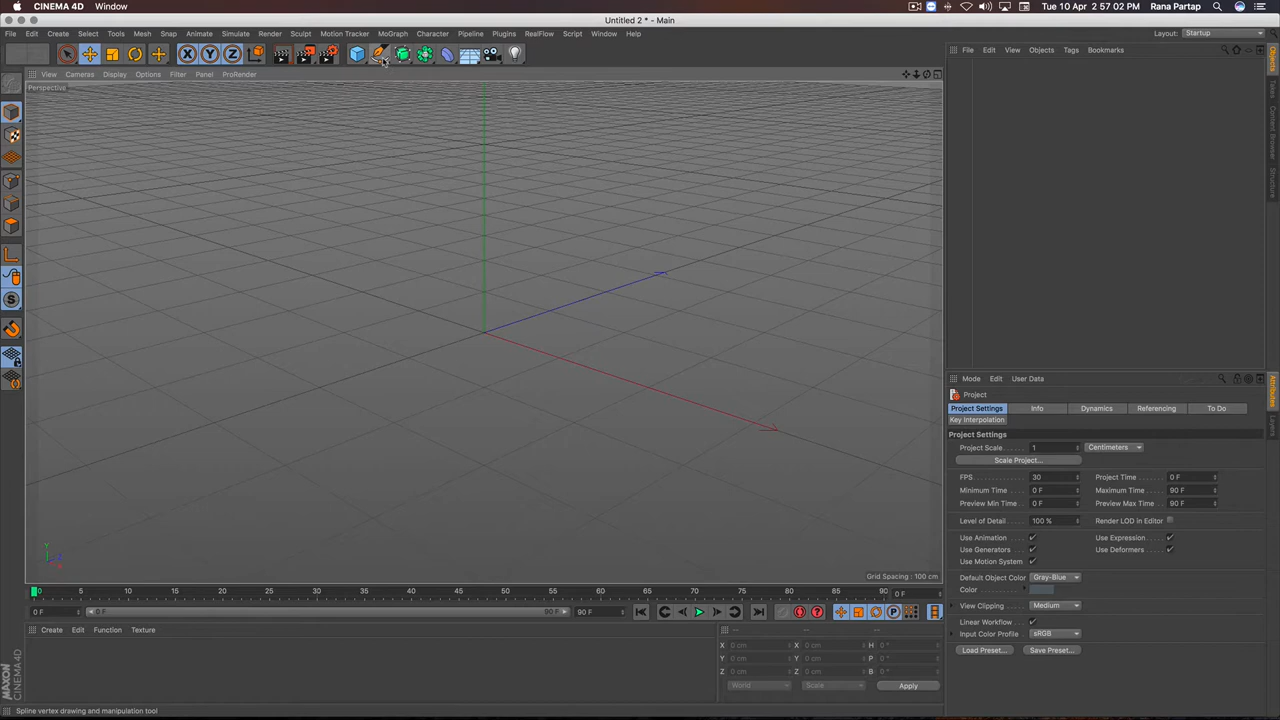 CINEMA 4D Window Tue 10 Apr 2 57 02 PM Rana Partap
Untitled 2 * - Main
File Edit Create Select Tools Mesh Snap Animate Simulate Render Sculpt Motion Tracker MoGraph Character Pipeline Plugins RealFlow Script Window Help
Layout: Startup
X Y Z
File Edit View Objects Tags Bookmarks
View Cameras Display Options Filter Panel ProRender
Perspective
Objects
Takes
Content Browser
Structure
S
Y
Z
X
Grid Spacing : 100 cm
0 5 10 15 20 25 30 35 40 45 50 55 60 65 70 75 80 85 90
0 F
0 F 0 F 90 F 90 F
P
Create Edit Function Texture
-- -- --
X 0 cm X 0 cm H 0 °
Y 0 cm Y 0 cm P 0 °
Z 0 cm Z 0 cm B 0 °
World Scale Apply
MAXON
CINEMA 4D
Spline vertex drawing and manipulation tool
Mode Edit User Data
Attributes
Layers
Project
Project Settings Info Dynamics Referencing To Do
Key Interpolation
Project Settings
Project Scale 1 Centimeters
Scale Project...
FPS 30 Project Time 0 F
Minimum Time 0 F Maximum Time 90 F
Preview Min Time 0 F Preview Max Time 90 F
Level of Detail 100 % Render LOD in Editor
Use Animation Use Expression
Use Generators Use Deformers
Use Motion System
Default Object Color Gray-Blue
Color
View Clipping Medium
Linear Workflow
Input Color Profile sRGB
Load Preset... Save Preset...